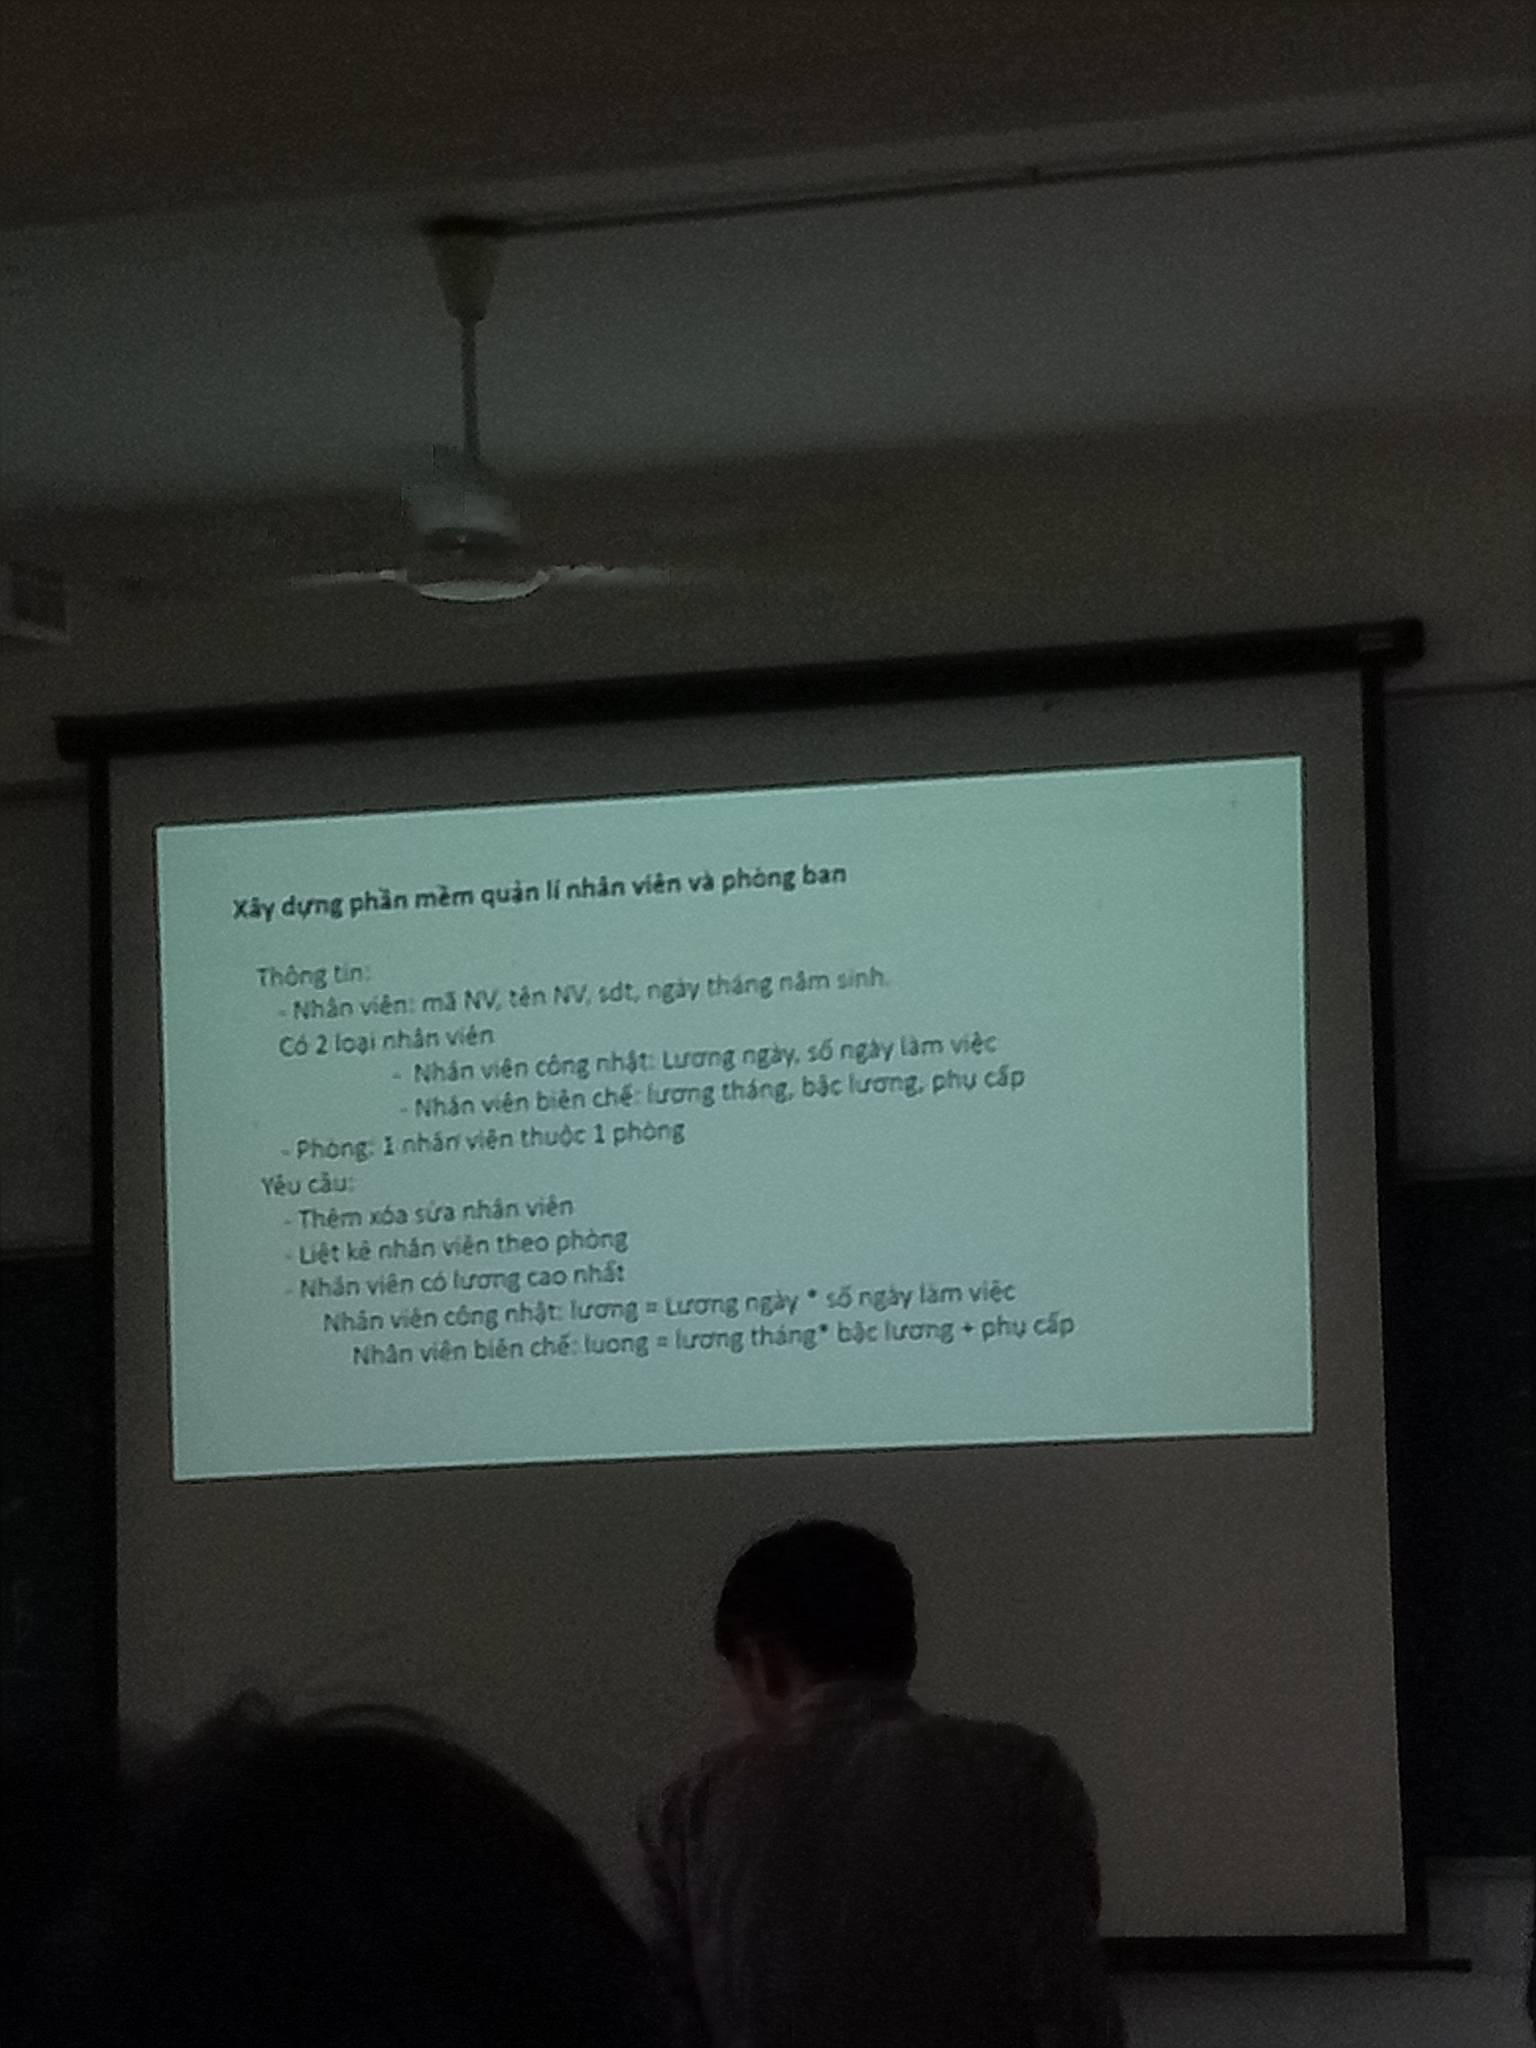 Xây dựng phần mềm quản lí nhân viên và phòng ban
Thông tin:
- Nhân viên: mã NV, tên NV, sdt, ngày tháng năm sinh.
Có 2 loại nhân viên
- Nhân viên công nhật: Lương ngày, số ngày làm việc
- Nhân viên biên chế: lương tháng, bậc lương, phụ cấp
- Phòng: 1 nhân viên thuộc 1 phòng
Yêu cầu:
- Thêm xóa sửa nhân viên
- Liệt kê nhân viên theo phòng
- Nhân viên có lương cao nhất
Nhân viên công nhật: lương = Lương ngày * số ngày làm việc
Nhân viên biên chế: luong = lương tháng* bậc lương + phụ cấp